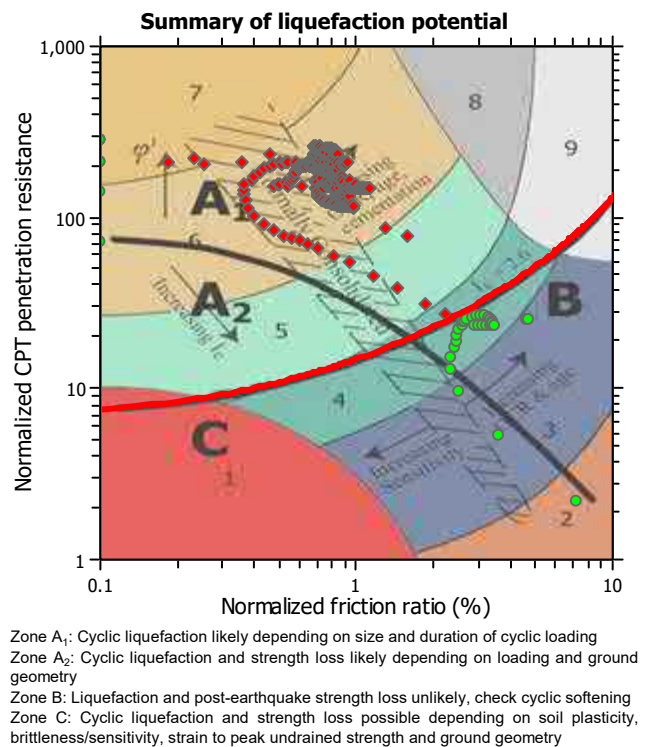 Summary of liquefaction potential
1,000
100
10
1
Normalized CPT penetration resistance
7
8
9
φ'
A1
6
A2
5
B
4
C
3
1
2
Increasing
Sensitivity
0.1
1
10
Normalized friction ratio (%)
Zone A1: Cyclic liquefaction likely depending on size and duration of cyclic loading
Zone A2: Cyclic liquefaction and strength loss likely depending on loading and ground
geometry
Zone B: Liquefaction and post-earthquake strength loss unlikely, check cyclic softening
Zone C: Cyclic liquefaction and strength loss possible depending on soil plasticity,
brittleness/sensitivity, strain to peak undrained strength and ground geometry